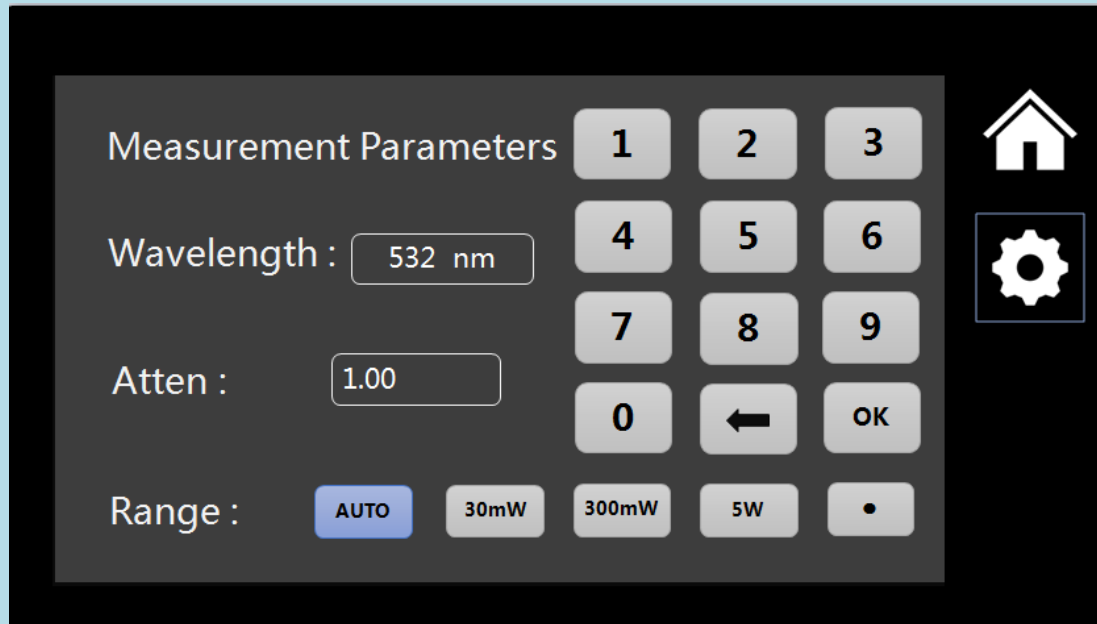 Measurement Parameters 1 2 3
Wavelength : 532 nm 4 5 6
7 8 9
Atten : 1.00
0 OK
Range : AUTO 30mW 300mW 5W •